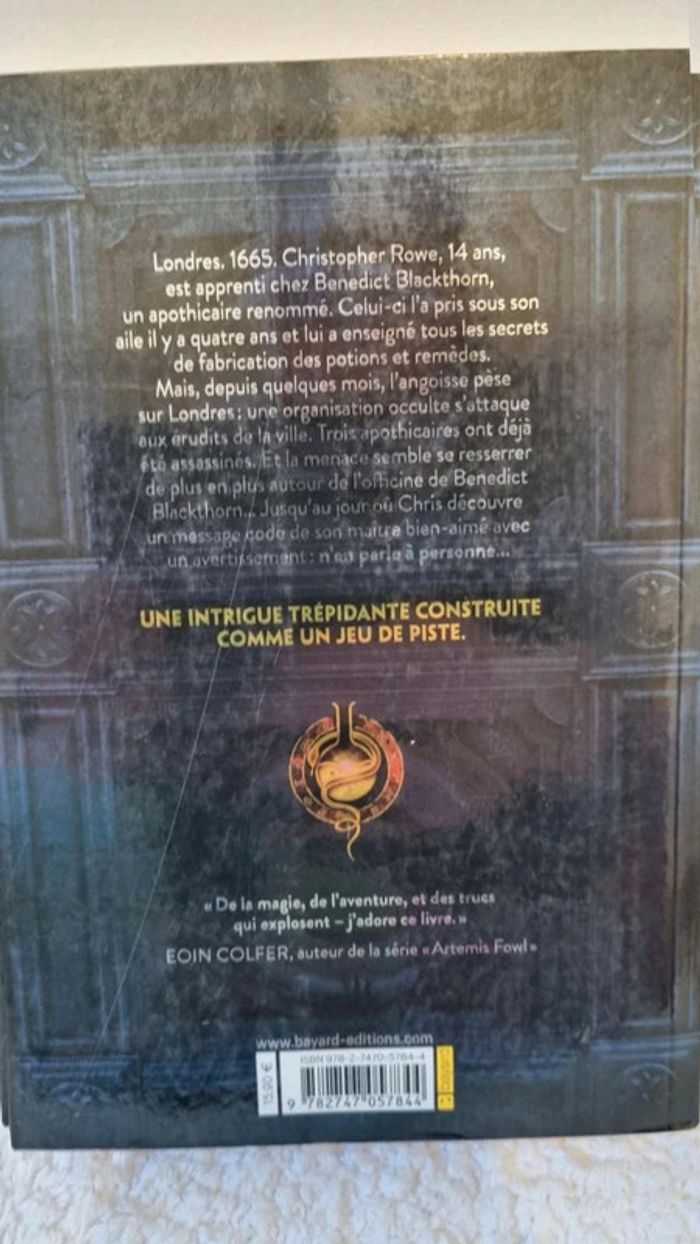 Londres. 1665. Christopher Rowe, 14 ans,
est apprenti chez Benedict Blackthorn,
un apothicaire renommé. Celui-ci l'a pris sous son
aile il y a quatre ans et lui a enseigné tous les secrets
de fabrication des potions et remèdes.
Mais, depuis quelques mois, l'angoisse pèse
sur Londres : une organisation occulte s'attaque
aux érudits de la ville. Trois apothicaires ont déjà
été assassinés. Et la menace semble se resserrer
de plus en plus autour de l'officine de Benedict
Blackthorn... Jusqu'au jour où Chris découvre
un message codé de son maître bien-aimé avec
un avertissement : n'en parle à personne...
UNE INTRIGUE TRÉPIDANTE CONSTRUITE
COMME UN JEU DE PISTE.
« De la magie, de l'aventure, et des trucs
qui explosent – j'adore ce livre. »
EOIN COLFER, auteur de la série « Artemis Fowl »
www.bayard-editions.com
ISBN 978-2-7470-5784-4
15,90 €
9 782747 057844
bayard